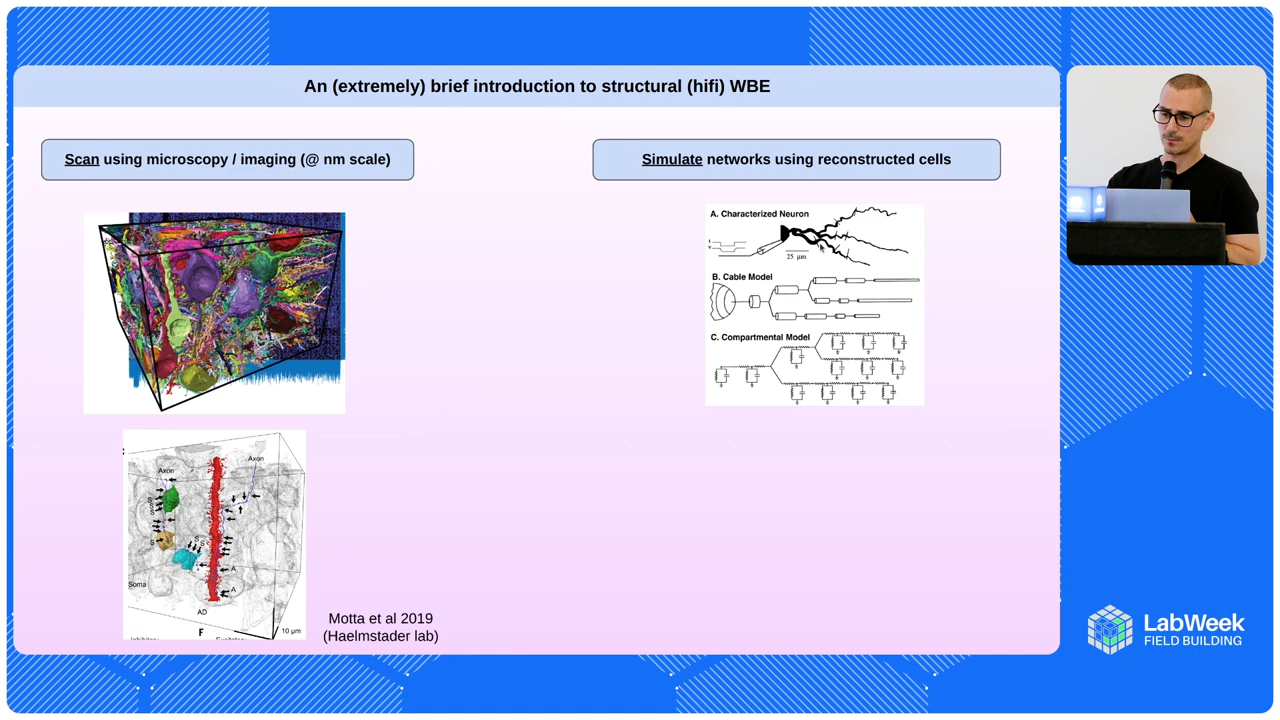 An (extremely) brief introduction to structural (hifi) WBE
Scan using microscopy / imaging (@ nm scale)
Simulate networks using reconstructed cells
A. Characterized Neuron
25 µm
B. Cable Model
C. Compartmental Model
Axon
Axon
S
S
S
A
A
Soma
AD
F
10 µm
Motta et al 2019
(Haelmstader lab)
LabWeek
FIELD BUILDING